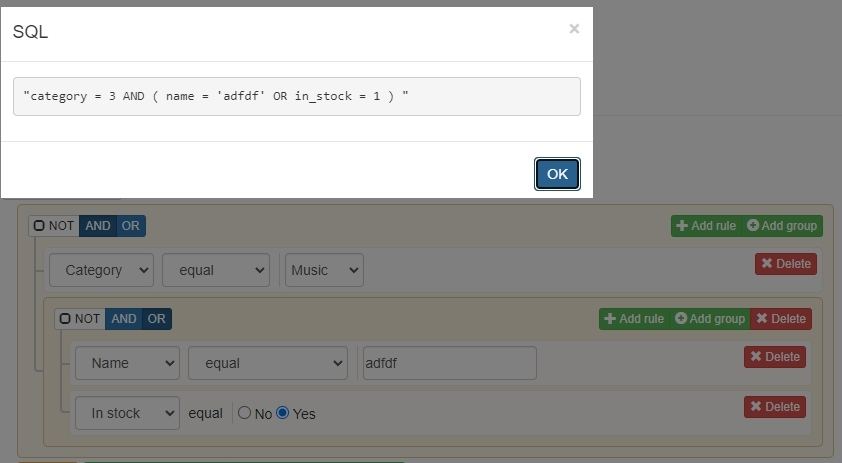 SQL ×
"category = 3 AND ( name = 'adfdf' OR in_stock = 1 ) "
OK
NOT AND OR Add rule Add group
Category equal Music Delete
NOT AND OR Add rule Add group Delete
Name equal adfdf Delete
In stock equal No Yes Delete